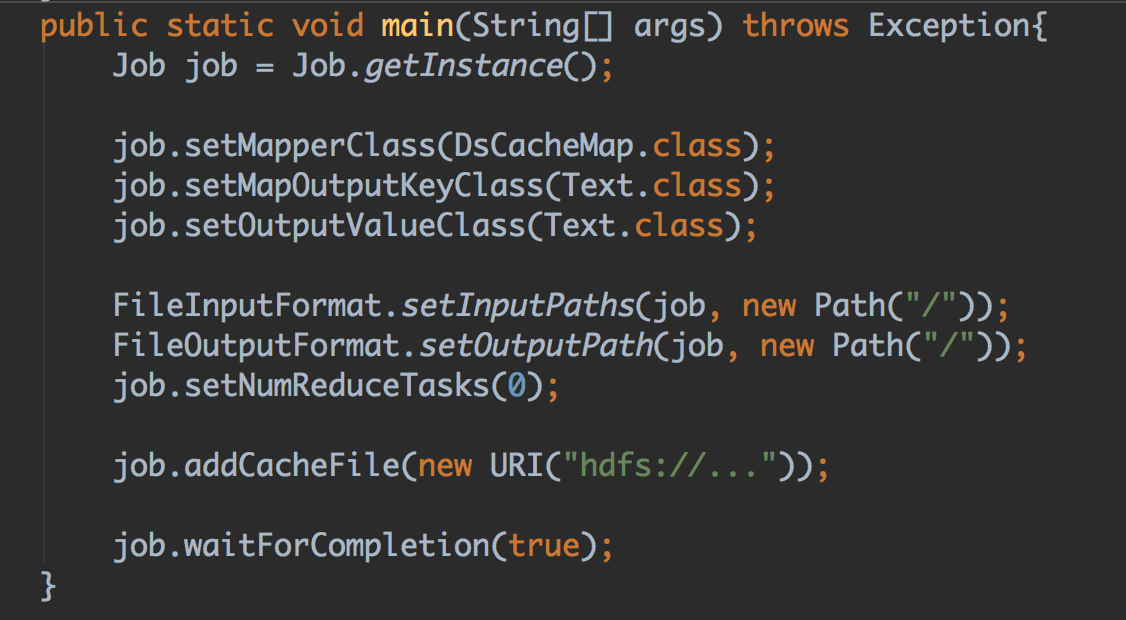 public static void main(String[] args) throws Exception{
Job job = Job.getInstance();
job.setMapperClass(DsCacheMap.class);
job.setMapOutputKeyClass(Text.class);
job.setOutputValueClass(Text.class);
FileInputFormat.setInputPaths(job, new Path("/"));
FileOutputFormat.setOutputPath(job, new Path("/"));
job.setNumReduceTasks(0);
job.addCacheFile(new URI("hdfs://..."));
job.waitForCompletion(true);
}